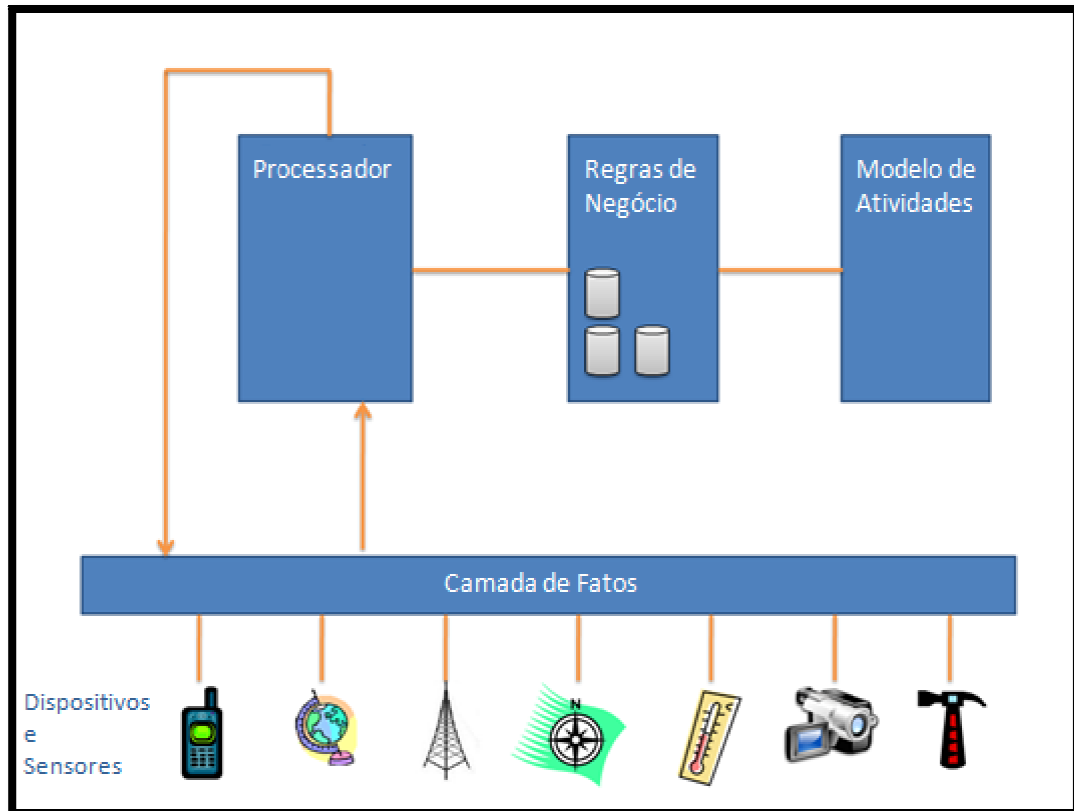 Processador
Regras de
Negócio
Modelo de
Atividades
Camada de Fatos
Dispositivos
e
Sensores
N